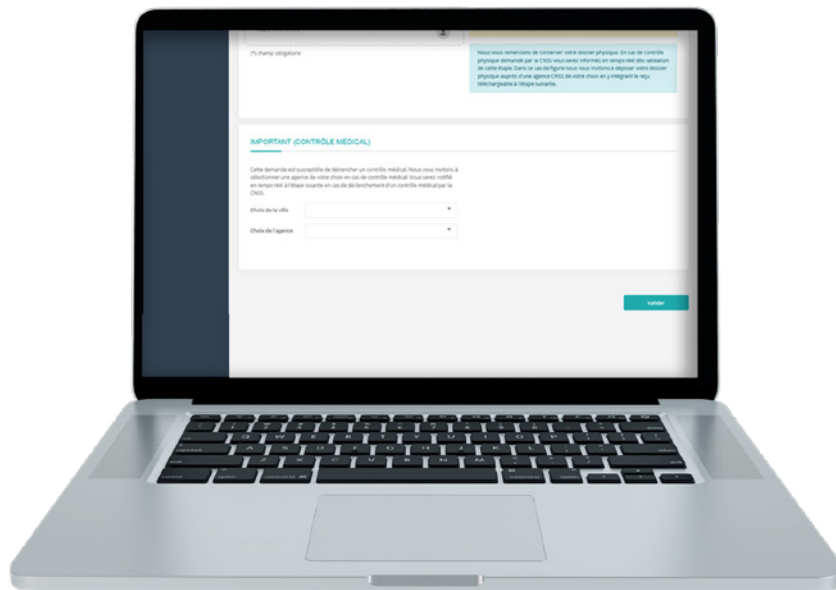 (*) champ obligatoire
Nous vous remercions de conserver votre dossier physique. En cas de contrôle
physique demandé par la CNSS vous serez informés en temps réel dès validation
de cette étape. Dans ce cas de figure nous vous invitons à déposer votre dossier
physique auprès d'une agence CNSS de votre choix en y intégrant le reçu
téléchargeable à l'étape suivante.
IMPORTANT (CONTRÔLE MÉDICAL)
Cette demande est susceptible de déclencher un contrôle médical. Nous vous invitons à
sélectionner une agence de votre choix en cas de contrôle médical. Vous serez notifié
en temps réel à l'étape suivante en cas de déclenchement d'un contrôle médical par la
CNSS.
Choix de la ville
Choix de l'agence
Valider
Q W E R T Y U I O P
A S D F G H J K L
Z X C V B N M